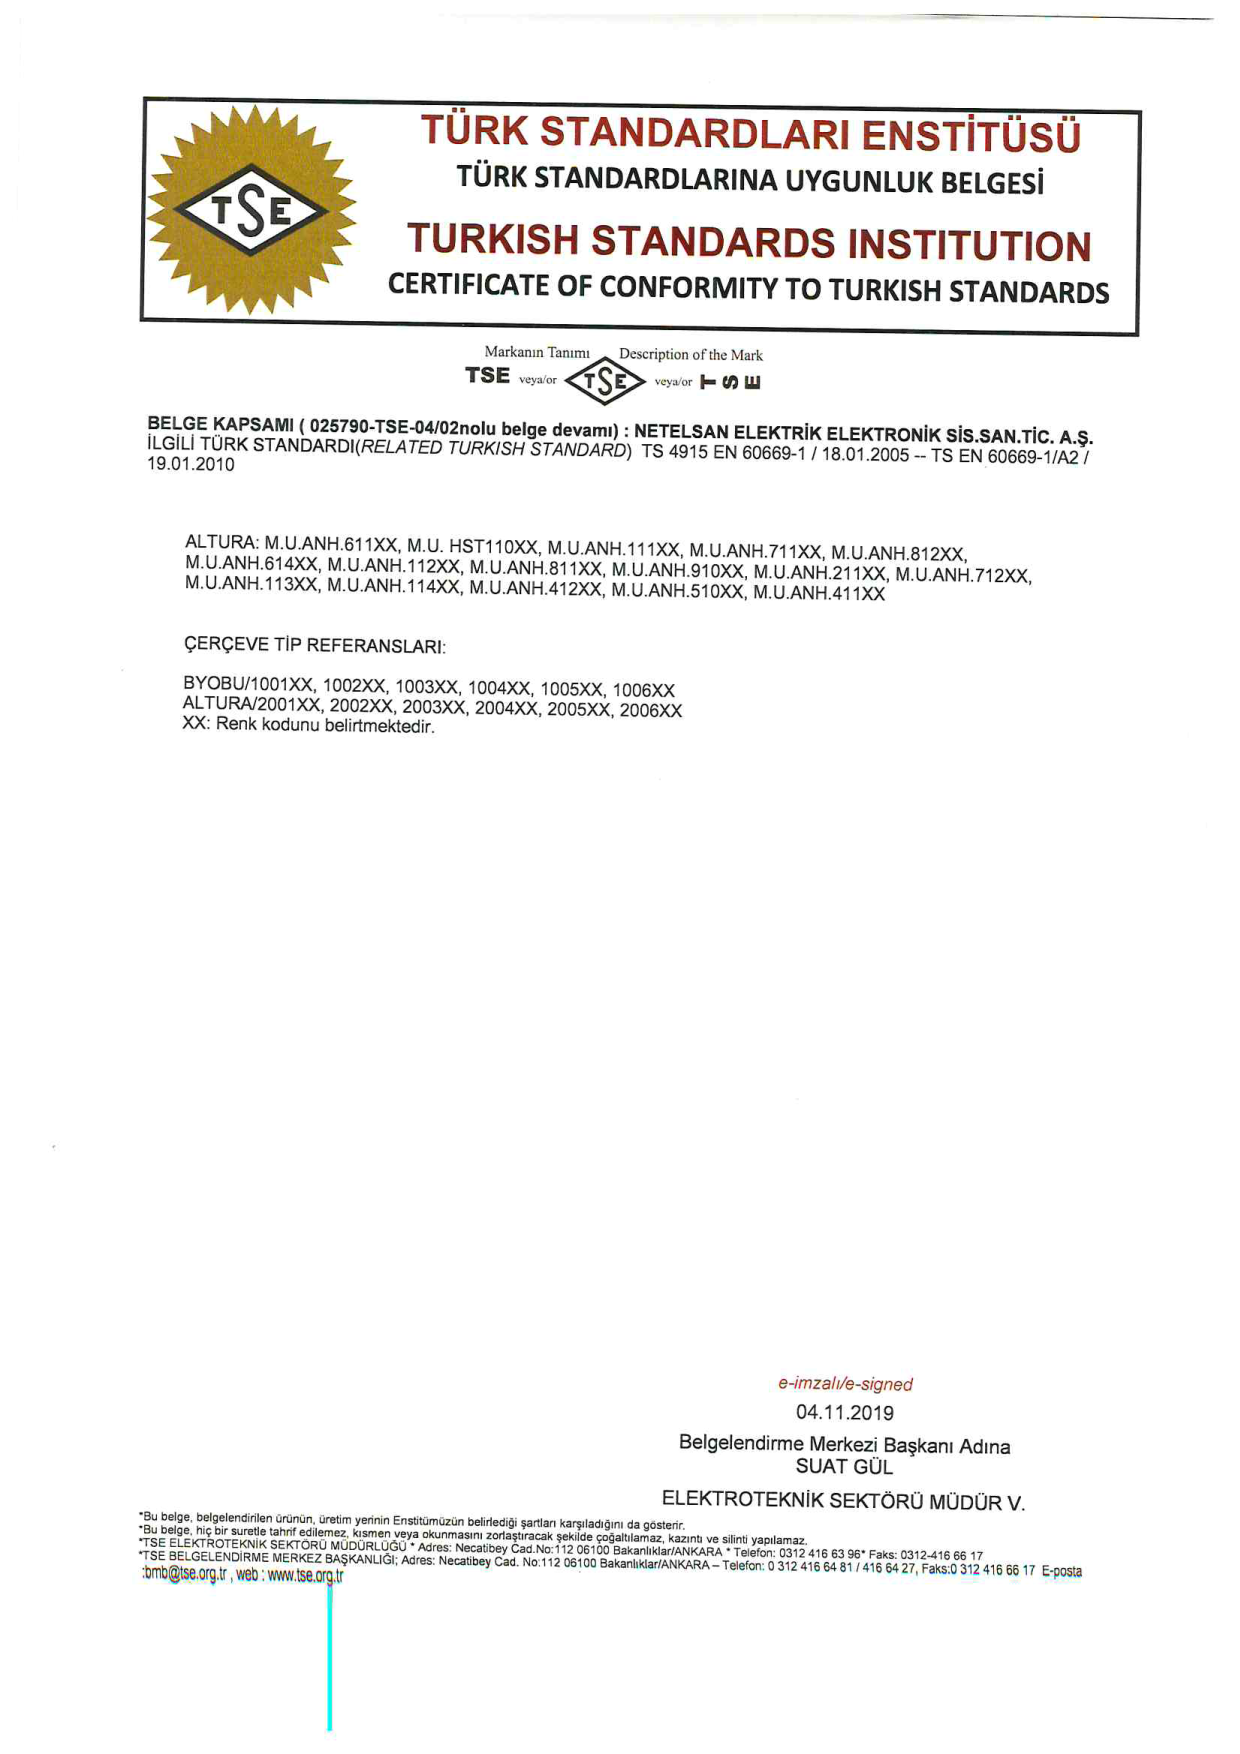 TÜRK STANDARDLARI ENSTİTÜSÜ
TÜRK STANDARDLARINA UYGUNLUK BELGESİ
TSE
TURKISH STANDARDS INSTITUTION
CERTIFICATE OF CONFORMITY TO TURKISH STANDARDS
Markanın Tanımı Description of the Mark
TSE veya/or TSE veya/or TSE
BELGE KAPSAMI ( 025790-TSE-04/02nolu belge devamı) : NETELSAN ELEKTRİK ELEKTRONİK SİS.SAN.TİC. A.Ş.
İLGİLİ TÜRK STANDARDI(RELATED TURKISH STANDARD) TS 4915 EN 60669-1 / 18.01.2005 -- TS EN 60669-1/A2 /
19.01.2010
ALTURA: M.U.ANH.611XX, M.U. HST110XX, M.U.ANH.111XX, M.U.ANH.711XX, M.U.ANH.812XX,
M.U.ANH.614XX, M.U.ANH.112XX, M.U.ANH.811XX, M.U.ANH.910XX, M.U.ANH.211XX, M.U.ANH.712XX,
M.U.ANH.113XX, M.U.ANH.114XX, M.U.ANH.412XX, M.U.ANH.510XX, M.U.ANH.411XX
ÇERÇEVE TİP REFERANSLARI:
BYOBU/1001XX, 1002XX, 1003XX, 1004XX, 1005XX, 1006XX
ALTURA/2001XX, 2002XX, 2003XX, 2004XX, 2005XX, 2006XX
XX: Renk kodunu belirtmektedir.
e-imzalı/e-signed
04.11.2019
Belgelendirme Merkezi Başkanı Adına
SUAT GÜL
ELEKTROTEKNİK SEKTÖRÜ MÜDÜR V.
*Bu belge, belgelendirilen ürünün, üretim yerinin Enstitümüzün belirlediği şartları karşıladığını da gösterir.
*Bu belge, hiç bir suretle tahrif edilemez, kısmen veya okunmasını zorlaştıracak şekilde çoğaltılamaz, kazıntı ve silinti yapılamaz.
*TSE ELEKTROTEKNİK SEKTÖRÜ MÜDÜRLÜĞÜ * Adres: Necatibey Cad.No:112 06100 Bakanlıklar/ANKARA * Telefon: 0312 416 63 96* Faks: 0312-416 66 17
*TSE BELGELENDİRME MERKEZ BAŞKANLIĞI; Adres: Necatibey Cad. No:112 06100 Bakanlıklar/ANKARA – Telefon: 0 312 416 64 81 / 416 64 27, Faks:0 312 416 66 17 E-posta
:bmb@tse.org.tr , web : www.tse.org.tr